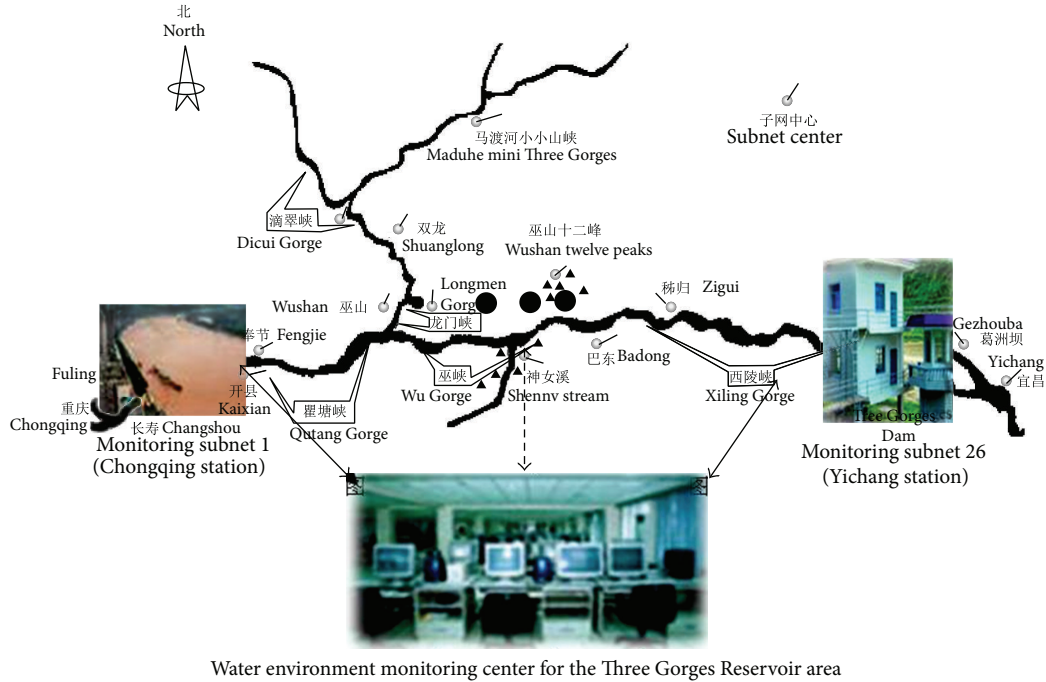 北
North
子网中心
Subnet center
马渡河小小山峡
Maduhe mini Three Gorges
滴翠峡
Dicui Gorge
双龙
Shuanglong
巫山十二峰
Wushan twelve peaks
Wushan 巫山
Longmen
Gorge
龙门峡
秭归 Zigui
奉节 Fengjie
Gezhouba
葛洲坝
Yichang
宜昌
巴东 Badong
Fuling
开县
Kaixian
瞿塘峡
Qutang Gorge
巫峡
Wu Gorge
神女溪
Shennv stream
西陵峡
Xiling Gorge
重庆
Chongqing
长寿 Changshou
Tree Gorges
Dam
Monitoring subnet 1
(Chongqing station)
Monitoring subnet 26
(Yichang station)
Water environment monitoring center for the Three Gorges Reservoir area